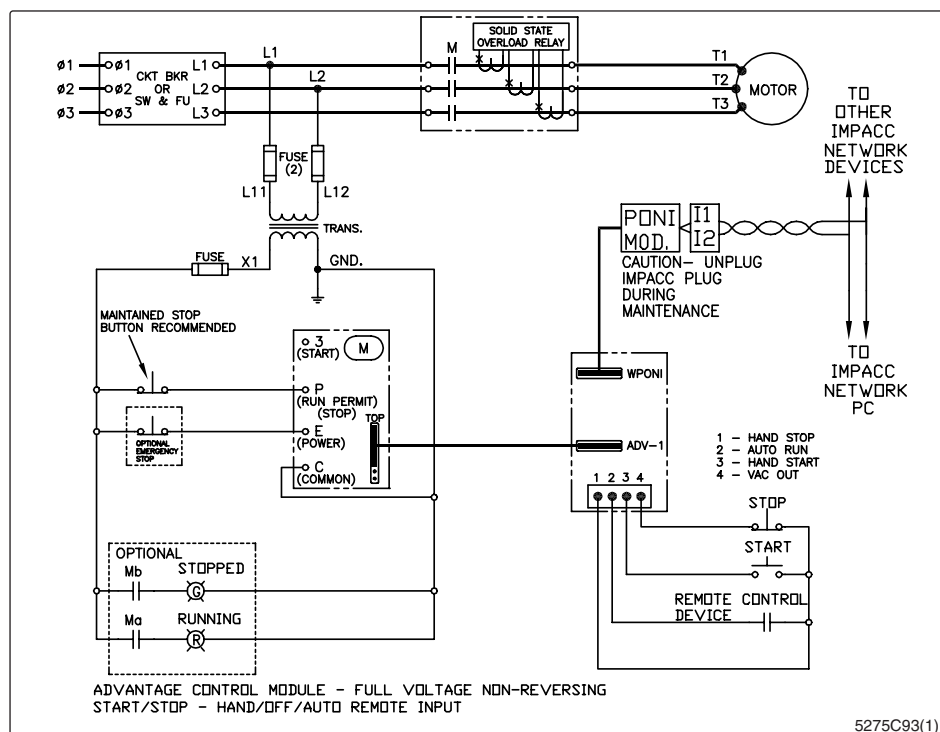 SOLID STATE
OVERLOAD RELAY
L1
M
T1
ø1
ø1
L1
CKT BKR
OR
SW & FU
L2
ø2
ø2
L2
T2
MOTOR
ø3
ø3
L3
T3
TO
OTHER
IMPACC
NETWORK
DEVICES
FUSE
(2)
L11
L12
TRANS.
PONI
MOD.
I1
I2
FUSE
X1
GND.
CAUTION- UNPLUG
IMPACC PLUG
DURING
MAINTENANCE
MAINTAINED STOP
BUTTON RECOMMENDED
3
(START)
M
TO
IMPACC
NETWORK
PC
WPONI
P
(RUN PERMIT)
(STOP)
TOP
E
(POWER)
OPTIONAL
EMERGENCY
STOP
ADV-1
1 - HAND STOP
2 - AUTO RUN
3 - HAND START
4 - VAC OUT
C
(COMMON)
1 2 3 4
STOP
START
OPTIONAL
Mb
STOPPED
G
REMOTE CONTROL
DEVICE
Ma
RUNNING
R
ADVANTAGE CONTROL MODULE - FULL VOLTAGE NON-REVERSING
START/STOP - HAND/OFF/AUTO REMOTE INPUT
5275C93(1)